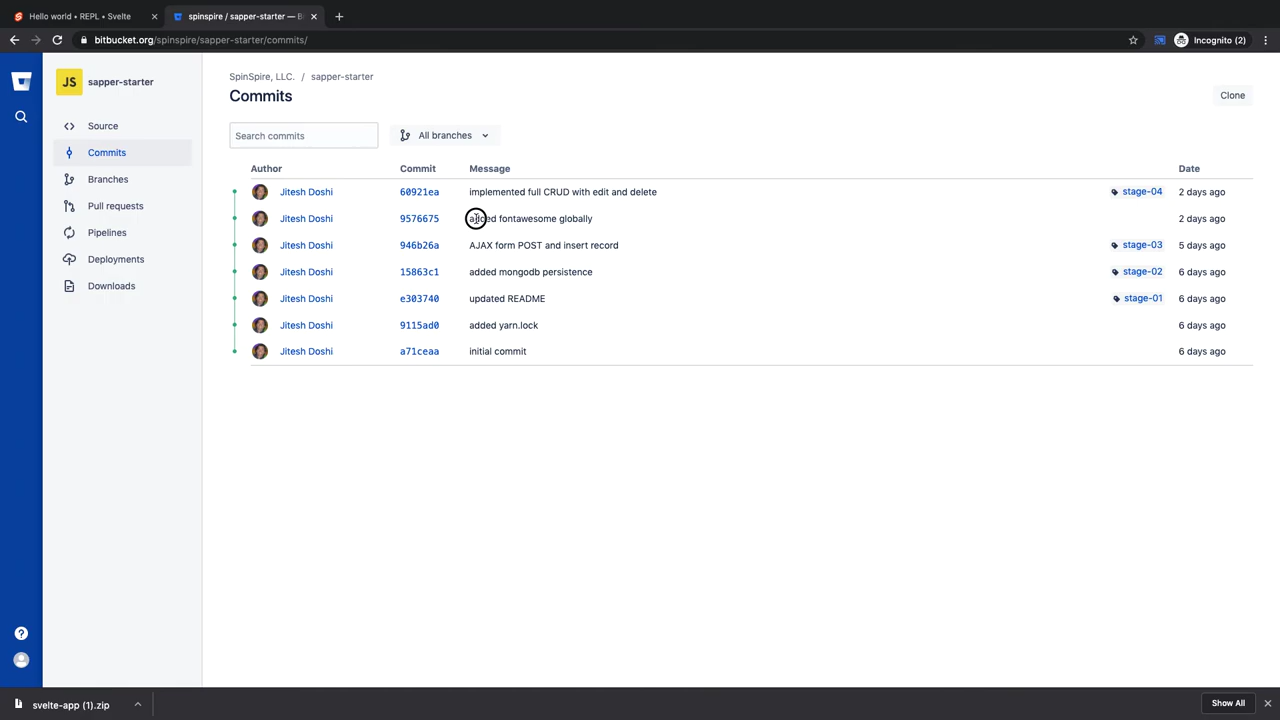 Hello world • REPL • Svelte
spinspire / sapper-starter — B
bitbucket.org/spinspire/sapper-starter/commits/
Incognito (2)
JS
sapper-starter
Source
Commits
Branches
Pull requests
Pipelines
Deployments
Downloads
SpinSpire, LLC. / sapper-starter
Commits
Clone
Search commits
All branches
Author Commit Message Date
Jitesh Doshi 60921ea implemented full CRUD with edit and delete stage-04 2 days ago
Jitesh Doshi 9576675 added fontawesome globally 2 days ago
Jitesh Doshi 946b26a AJAX form POST and insert record stage-03 5 days ago
Jitesh Doshi 15863c1 added mongodb persistence stage-02 6 days ago
Jitesh Doshi e303740 updated README stage-01 6 days ago
Jitesh Doshi 9115ad0 added yarn.lock 6 days ago
Jitesh Doshi a71ceaa initial commit 6 days ago
svelte-app (1).zip
Show All